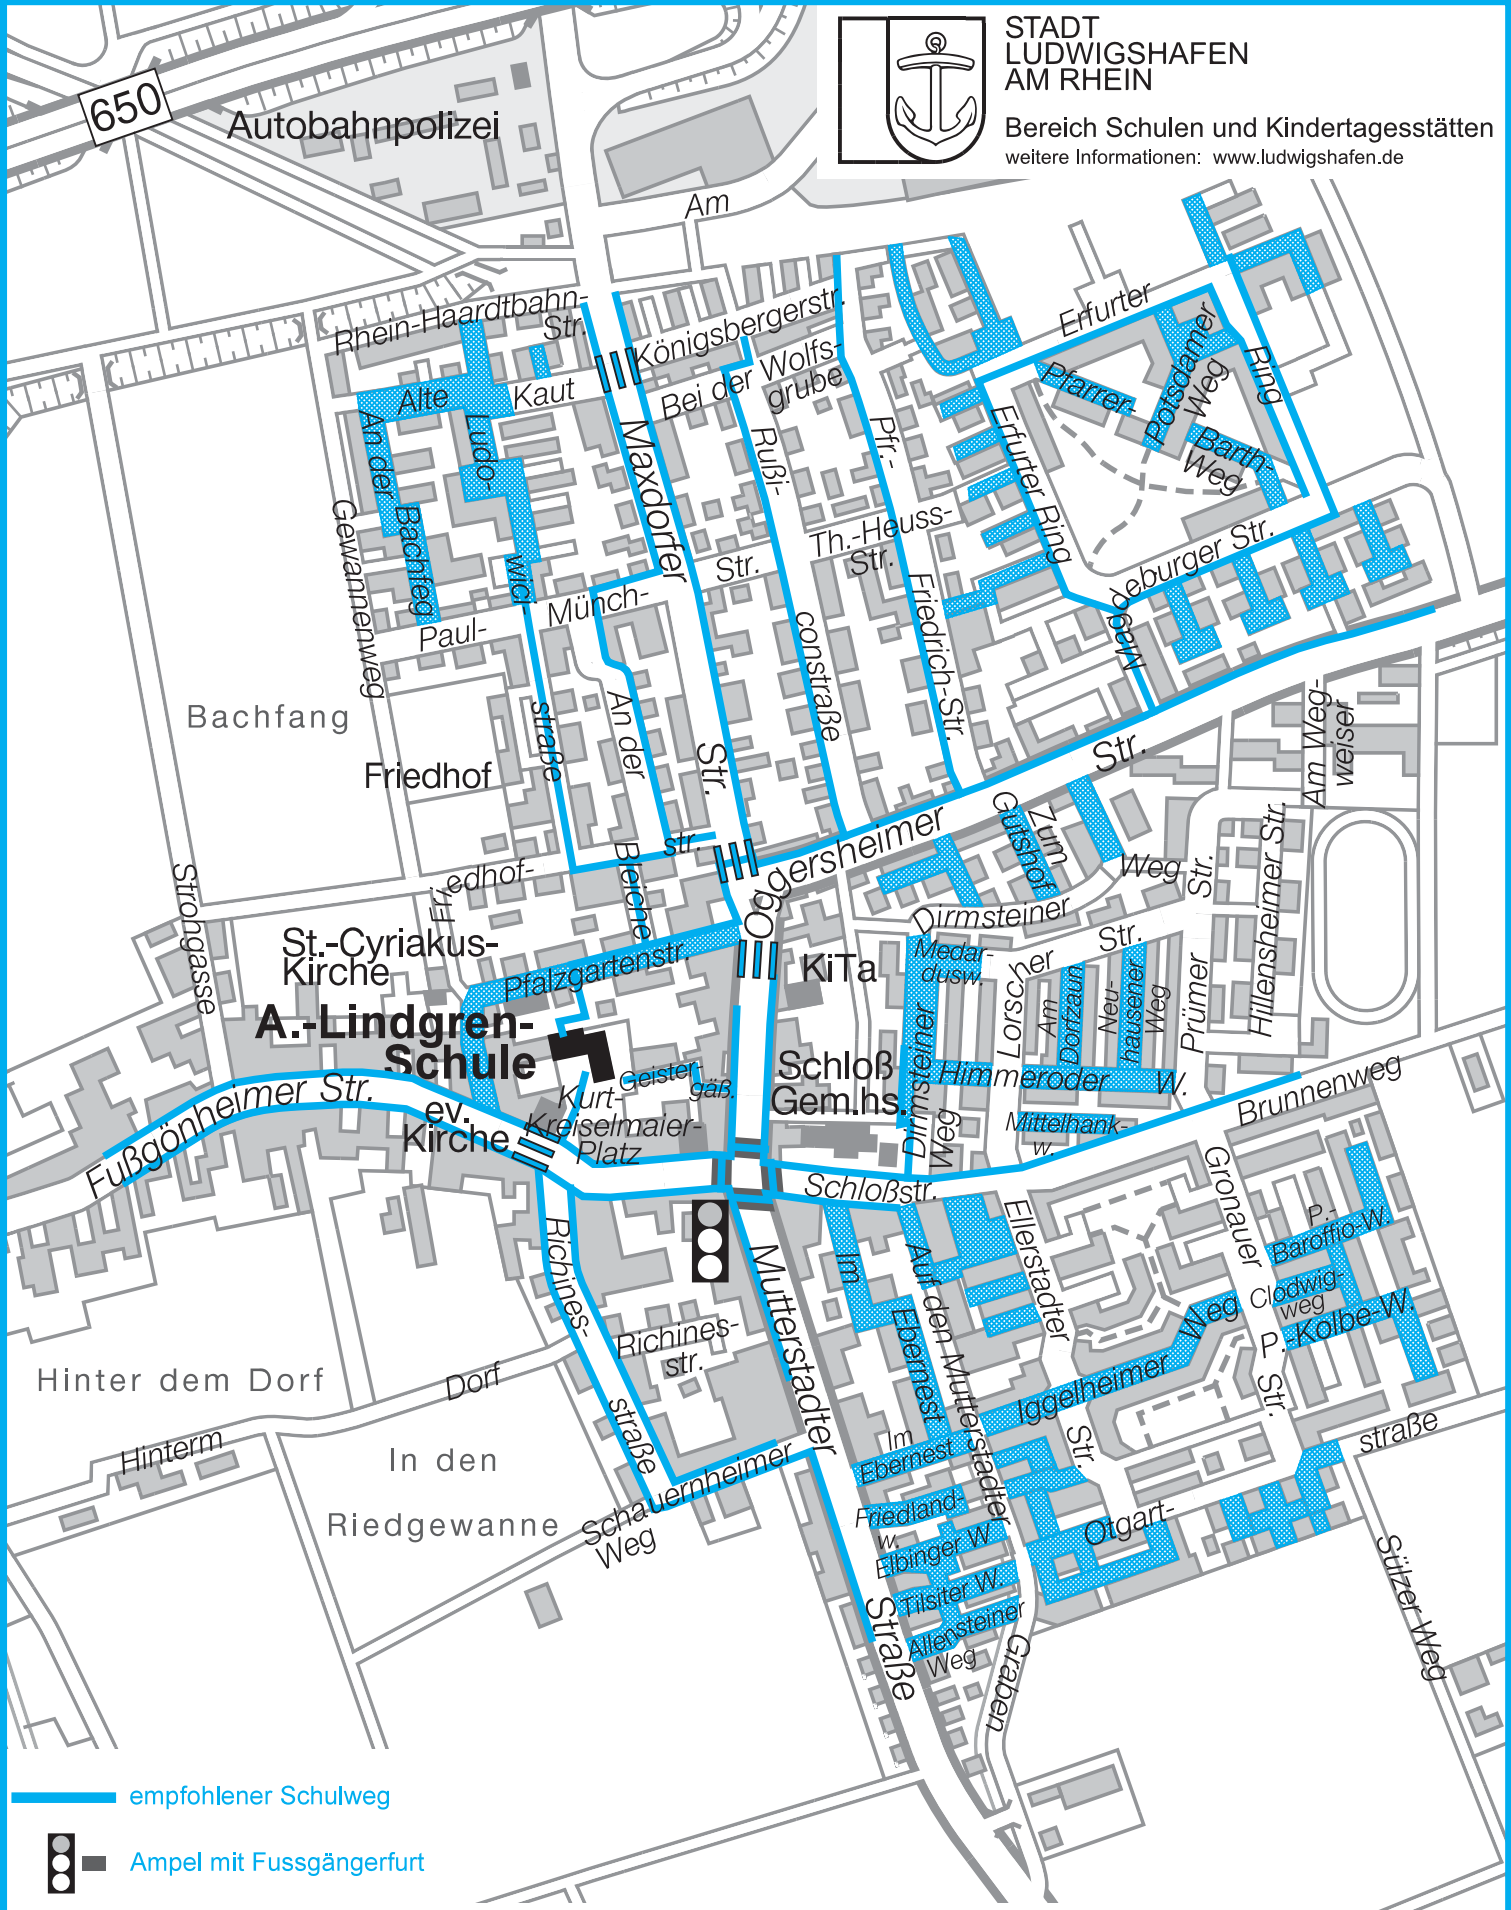 STADT
LUDWIGSHAFEN
AM RHEIN
Bereich Schulen und Kindertagesstätten
weitere Informationen: www.ludwigshafen.de
650
Autobahnpolizei
Am
Rhein-Haardtbahn-
Str.
Königsbergerstr.
Erfurter
Ring
Alte
Kaut
Bei der Wolfs-
grube
Pfarrer-
Potsdamer
Weg
Barth-
Weg
An der
Bachfeg
Ludo-
wici
straße
Maxdorfer
Str.
Rußi-
constraße
Pfr.-
Friedrich-Str.
Erfurter Ring
Th.-Heuss-
Str.
Gewannenweg
Paul-
Münch-
Str.
Magdeburger Str.
Bachfang
Friedhof
An der
Bleiche
Am Weg-
weiser
Oggersheimer
Str.
Zum
Gutshof
Friedhof-
str.
Strohgasse
Dirmsteiner
Weg
Prümer
Str.
Hillensheimer Str.
St.-Cyriakus-
Kirche
Pfalzgartenstr.
KiTa
Medar-
dusw.
Lorscher
Str.
Am
Dorfzaun
Neu-
hausener
Weg
A.-Lindgren-
Schule
Geister-
gäß.
Schloß
Gem.hs.
Dirmsteiner
Weg
Himmeroder
W.
Mittelhank-
w.
Brunnenweg
Fußgönheimer Str.
ev.
Kirche
Kurt-
Kreiselmaier-
Platz
Schloßstr.
Richines-
straße
Richines-
str.
Mutterstadter
Straße
Im
Ebernest
Auf den Mutterstadter
Graben
Ellerstadter
Str.
Gronauer
Str.
P.-
Baroffio-W.
Clodwig-
weg
P.-Kolbe-W.
Iggelheimer
Weg
Hinter dem Dorf
Hinterm
Dorf
In den
Riedgewanne
Schauernheimer
Weg
Im
Ebernest
Friedland-
w.
Elbinger W.
Tilsiter W.
Allensteiner
Weg
Otgart-
straße
Sülzer Weg
empfohlener Schulweg
Ampel mit Fussgängerfurt